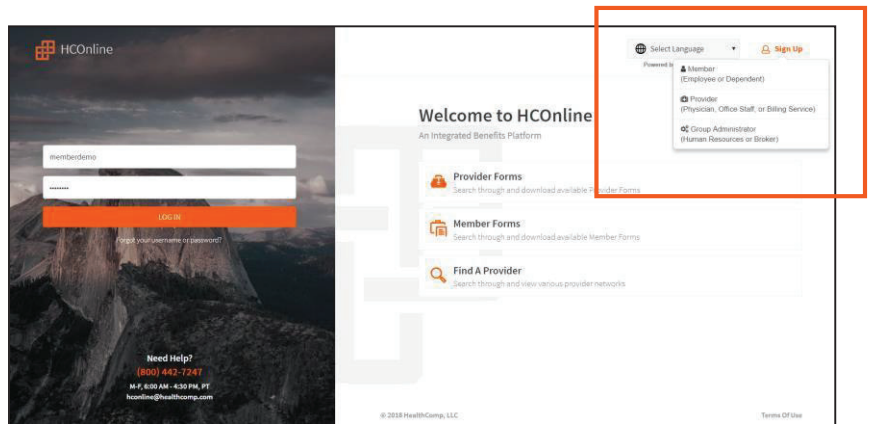 HCOnline
memberdemo
........
LOG IN
Forgot your username or password?
Need Help?
(800) 442-7247
M-F, 6:00 AM - 4:30 PM, PT
hconline@healthcomp.com
Select Language
Sign Up
Powered
Member
(Employee or Dependent)
Provider
(Physician, Office Staff, or Billing Service)
Group Administrator
(Human Resources or Broker)
Welcome to HCOnline
An Integrated Benefits Platform
Provider Forms
Search through and download available Provider Forms
Member Forms
Search through and download available Member Forms
Find A Provider
Search through and view various provider networks
© 2018 HealthComp, LLC
Terms Of Use